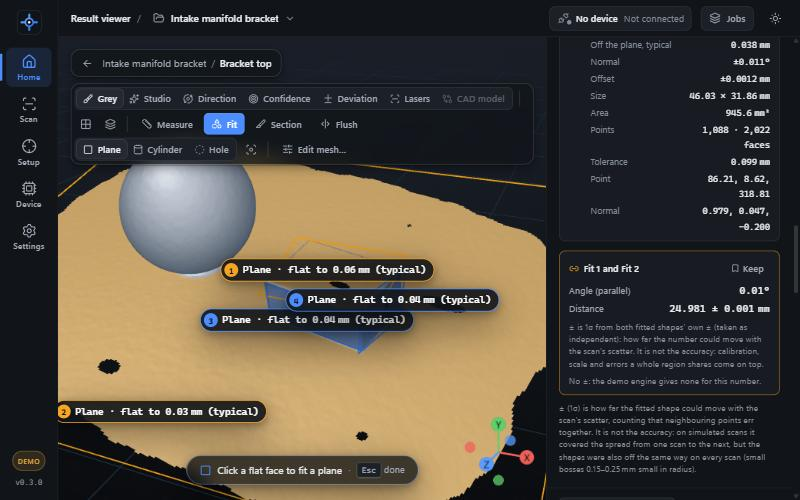 Result viewer / Intake manifold bracket
No device Not connected
Jobs
Home
Scan
Setup
Device
Settings
DEMO
v0.3.0
Intake manifold bracket / Bracket top
Grey Studio Direction Confidence Deviation Lasers CAD model
Measure Fit Section Flush
Plane Cylinder Hole Edit mesh...
1 Plane · flat to 0.06 mm (typical)
4 Plane · flat to 0.04 mm (typical)
3 Plane · flat to 0.04 mm (typical)
2 Plane · flat to 0.03 mm (typical)
Click a flat face to fit a plane · Esc done
Y
X
Z
Off the plane, typical 0.038 mm
Normal ±0.011°
Offset ±0.0012 mm
Size 46.03 × 31.86 mm
Area 945.6 mm²
Points 1,088 · 2,022
faces
Tolerance 0.099 mm
Point 86.21, 8.62,
318.81
Normal 0.979, 0.047,
−0.200
Fit 1 and Fit 2 Keep
Angle (parallel) 0.01°
Distance 24.981 ± 0.001 mm
± is 1σ from both fitted shapes' own ± (taken as
independent): how far the number could move with
the scan's scatter. It is not the accuracy: calibration,
scale and errors a whole region shares come on top.
No ±: the demo engine gives none for this number.
± (1σ) is how far the fitted shape could move with the
scan's scatter, counting that neighbouring points err
together. It is not the accuracy: on simulated scans it
covered the spread from one scan to the next, but the
shapes were also off the same way on every scan (small
bosses 0.15–0.25 mm small in radius).